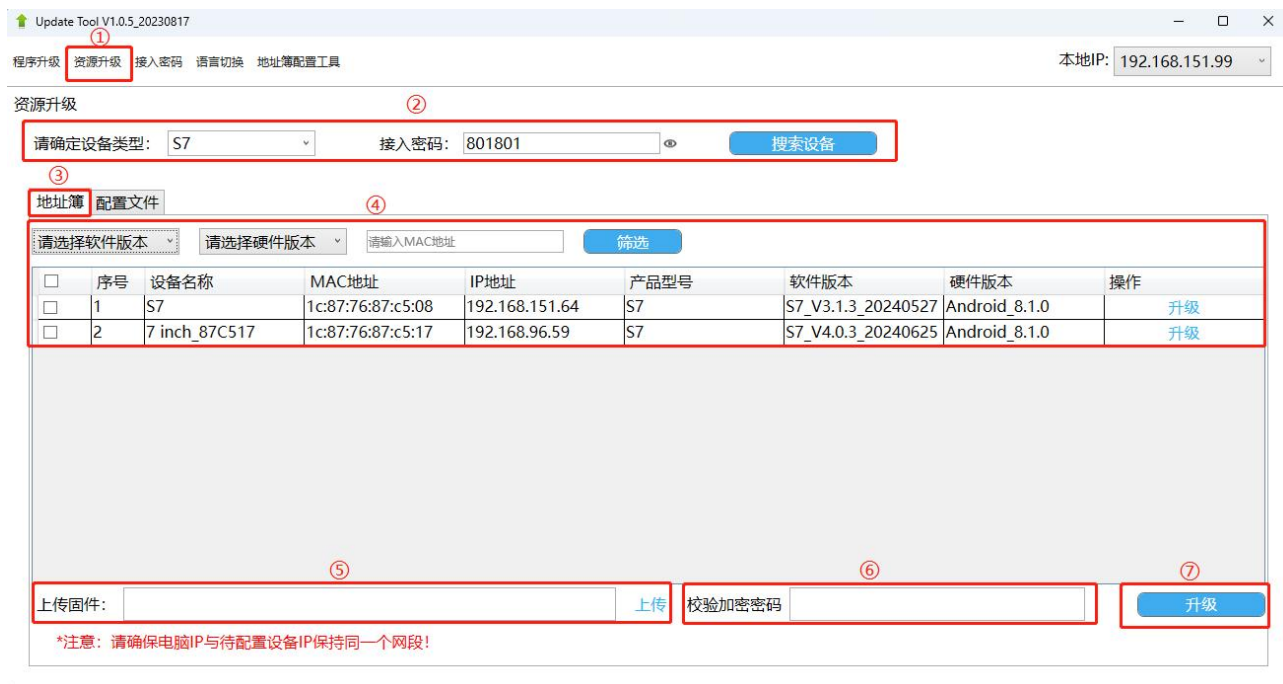 Update Tool V1.0.5_20230817
①
程序升级 资源升级 接入密码 语言切换 地址簿配置工具 本地IP: 192.168.151.99
资源升级 ②
请确定设备类型: S7 接入密码: 801801 搜索设备
③
地址簿 配置文件 ④
请选择软件版本 请选择硬件版本 请输入MAC地址 筛选
序号 设备名称 MAC地址 IP地址 产品型号 软件版本 硬件版本 操作
1 S7 1c:87:76:87:c5:08 192.168.151.64 S7 S7_V3.1.3_20240527 Android_8.1.0 升级
2 7 inch_87C517 1c:87:76:87:c5:17 192.168.96.59 S7 S7_V4.0.3_20240625 Android_8.1.0 升级
⑤ ⑥ ⑦
上传固件: 上传 校验加密密码 升级
*注意: 请确保电脑IP与待配置设备IP保持同一个网段!